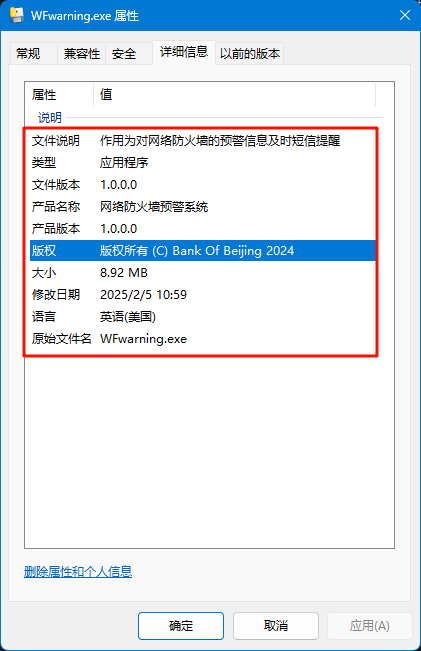 WFwarning.exe 属性
常规 兼容性 安全 详细信息 以前的版本
属性 值
说明
文件说明 作用为对网络防火墙的预警信息及时短信提醒
类型 应用程序
文件版本 1.0.0.0
产品名称 网络防火墙预警系统
产品版本 1.0.0.0
版权 版权所有 (C) Bank Of Beijing 2024
大小 8.92 MB
修改日期 2025/2/5 10:59
语言 英语(美国)
原始文件名 WFwarning.exe
删除属性和个人信息
确定 取消 应用(A)